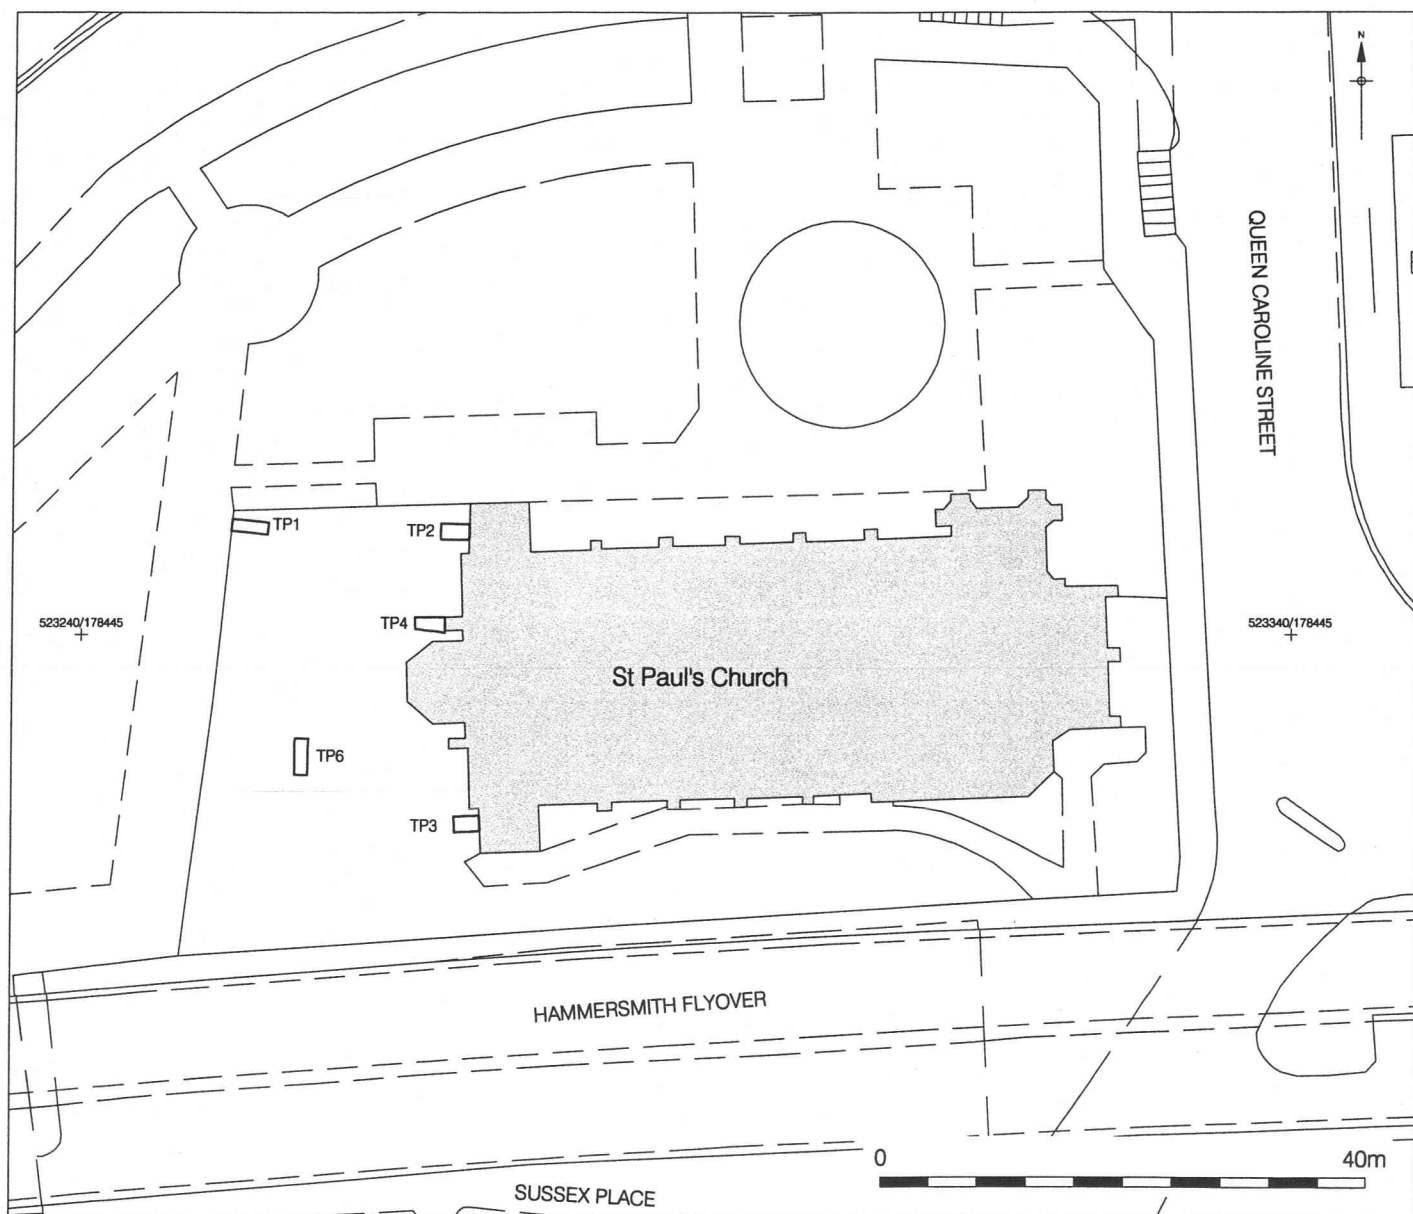 N
QUEEN CAROLINE STREET
TP1
TP2
TP4
523240/178445
523340/178445
St Paul's Church
TP6
TP3
HAMMERSMITH FLYOVER
0 40m
SUSSEX PLACE